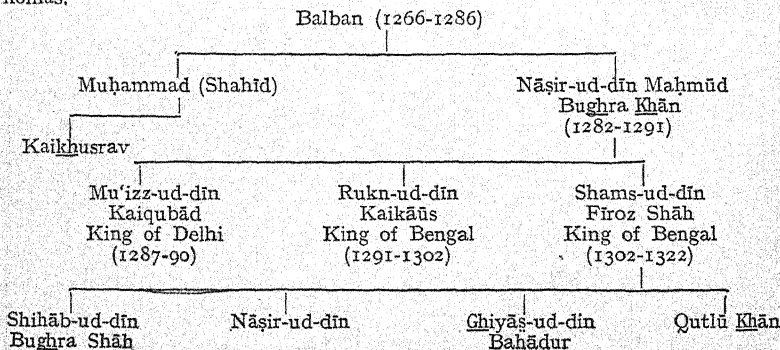 Balban (1266-1286)
Muḥammad (Shahīd)
Nāṣir-ud-dīn Maḥmūd
Bughra Khān
(1282-1291)
Kaikhusrav
Mu‘izz-ud-dīn
Kaiqubād
King of Delhi
(1287-90)
Rukn-ud-dīn
Kaikāūs
King of Bengal
(1291-1302)
Shams-ud-dīn
Fīroz Shāh
King of Bengal
(1302-1322)
Shihāb-ud-dīn
Bughra Shāh
Nāṣir-ud-dīn
Ghiyāṣ-ud-din
Bahādur
Qutlū Khān